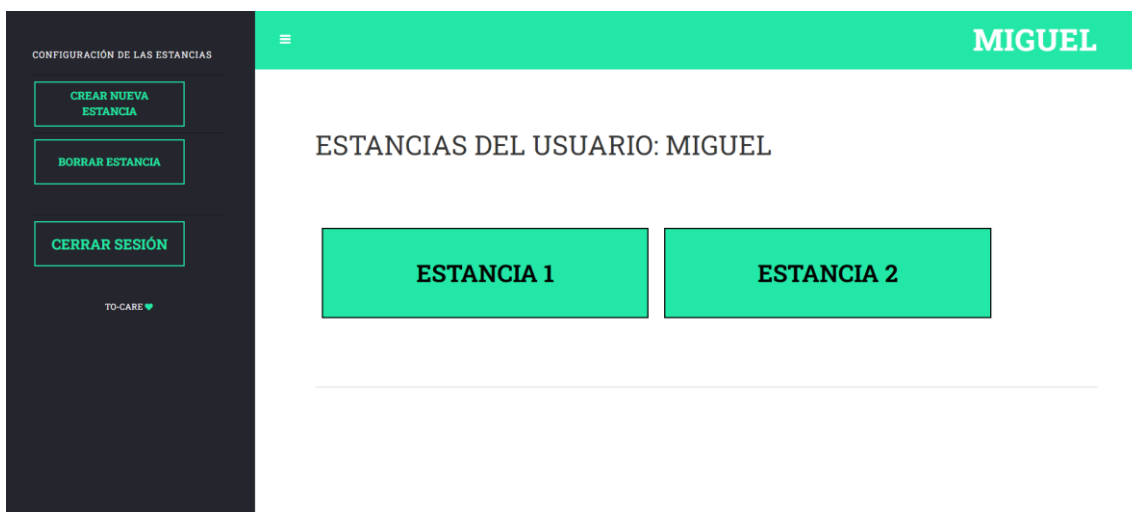 CONFIGURACIÓN DE LAS ESTANCIAS
CREAR NUEVA
ESTANCIA
BORRAR ESTANCIA
CERRAR SESIÓN
TO-CARE
MIGUEL
ESTANCIAS DEL USUARIO: MIGUEL
ESTANCIA 1
ESTANCIA 2